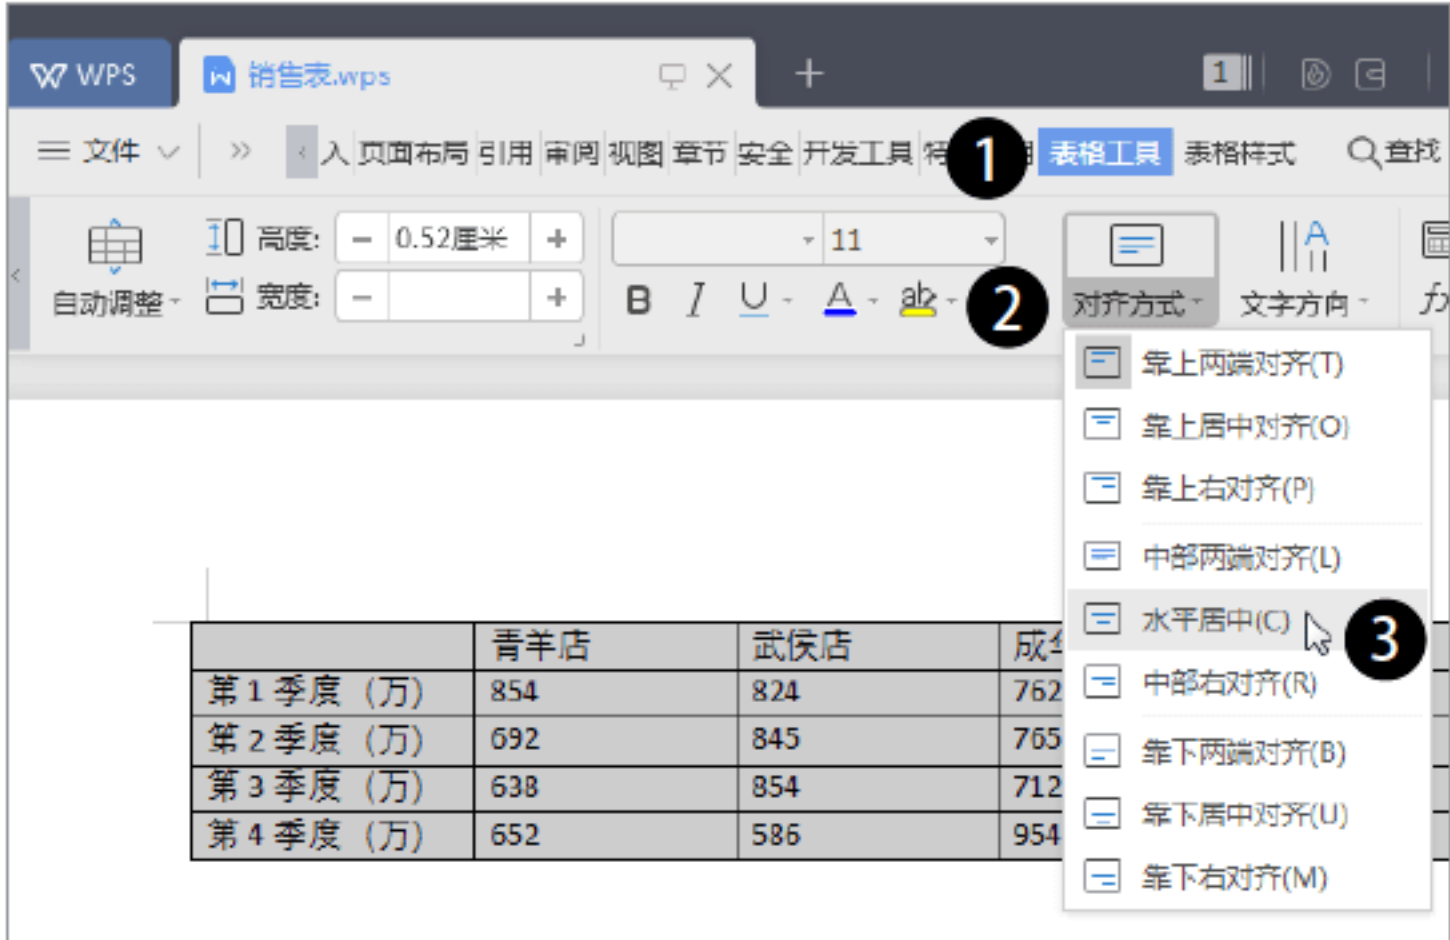 WPS 销售表.wps 1
文件 入 页面布局 引用 审阅 视图 章节 安全 开发工具 特 1 表格工具 表格样式 查找
高度: 0.52厘米 11
自动调整 宽度: B I U A ab 2 对齐方式 文字方向 fx
靠上两端对齐(T)
靠上居中对齐(O)
靠上右对齐(P)
中部两端对齐(L)
水平居中(C) 3
中部右对齐(R)
靠下两端对齐(B)
靠下居中对齐(U)
靠下右对齐(M)
青羊店 武侯店 成
第1季度（万） 854 824 762
第2季度（万） 692 845 765
第3季度（万） 638 854 712
第4季度（万） 652 586 954